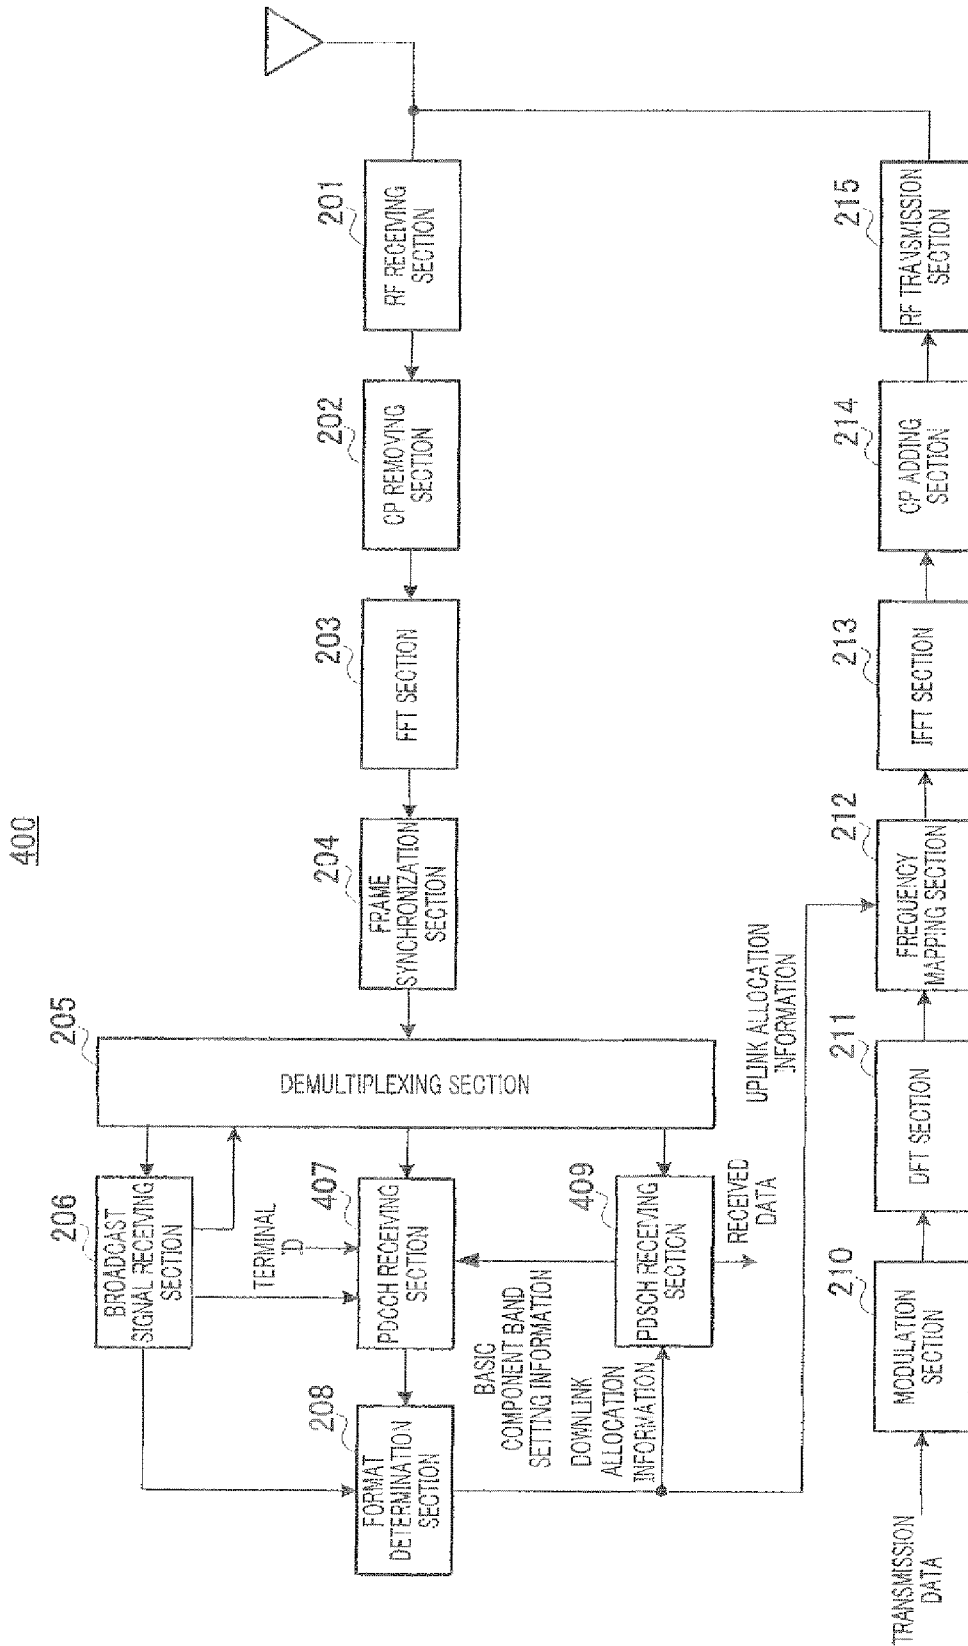 400
201
RF RECEIVING
SECTION
202
CP REMOVING
SECTION
203
FFT SECTION
204
FRAME
SYNCHRONIZATION
SECTION
205
DEMULTIPLEXING SECTION
206
BROADCAST
SIGNAL RECEIVING
SECTION
TERMINAL
ID
407
PDCCH RECEIVING
SECTION
409
PDSCH RECEIVING
SECTION
RECEIVED
DATA
208
FORMAT
DETERMINATION
SECTION
BASIC
COMPONENT BAND
SETTING INFORMATION
DOWNLINK
ALLOCATION
INFORMATION
UPLINK ALLOCATION
INFORMATION
215
RF TRANSMISSION
SECTION
214
CP ADDING
SECTION
213
IFFT SECTION
212
FREQUENCY
MAPPING SECTION
211
DFT SECTION
210
MODULATION
SECTION
TRANSMISSION
DATA